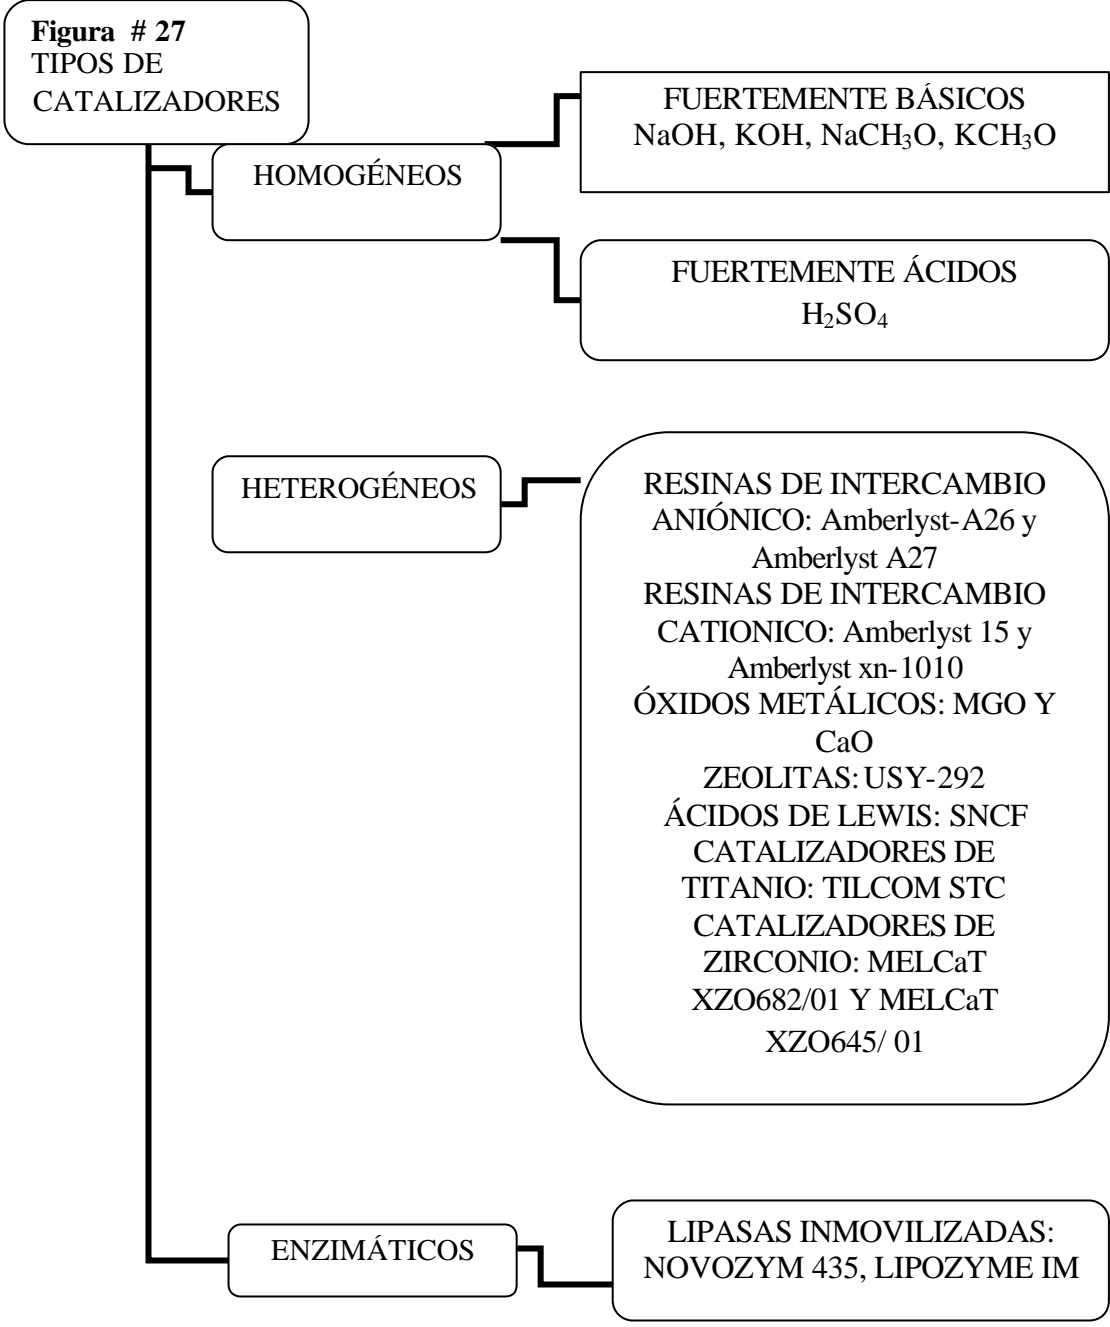 Figura # 27
TIPOS DE
CATALIZADORES
HOMOGÉNEOS
FUERTEMENTE BÁSICOS
NaOH, KOH, NaCH₃O, KCH₃O
FUERTEMENTE ÁCIDOS
H₂SO₄
HETEROGÉNEOS
RESINAS DE INTERCAMBIO
ANIÓNICO: Amberlyst-A26 y
Amberlyst A27
RESINAS DE INTERCAMBIO
CATIONICO: Amberlyst 15 y
Amberlyst xn-1010
ÓXIDOS METÁLICOS: MGO Y
CaO
ZEOLITAS: USY-292
ÁCIDOS DE LEWIS: SNCF
CATALIZADORES DE
TITANIO: TILCOM STC
CATALIZADORES DE
ZIRCONIO: MELCaT
XZO682/01 Y MELCaT
XZO645/ 01
ENZIMÁTICOS
LIPASAS INMOVILIZADAS:
NOVOZYM 435, LIPOZYME IM